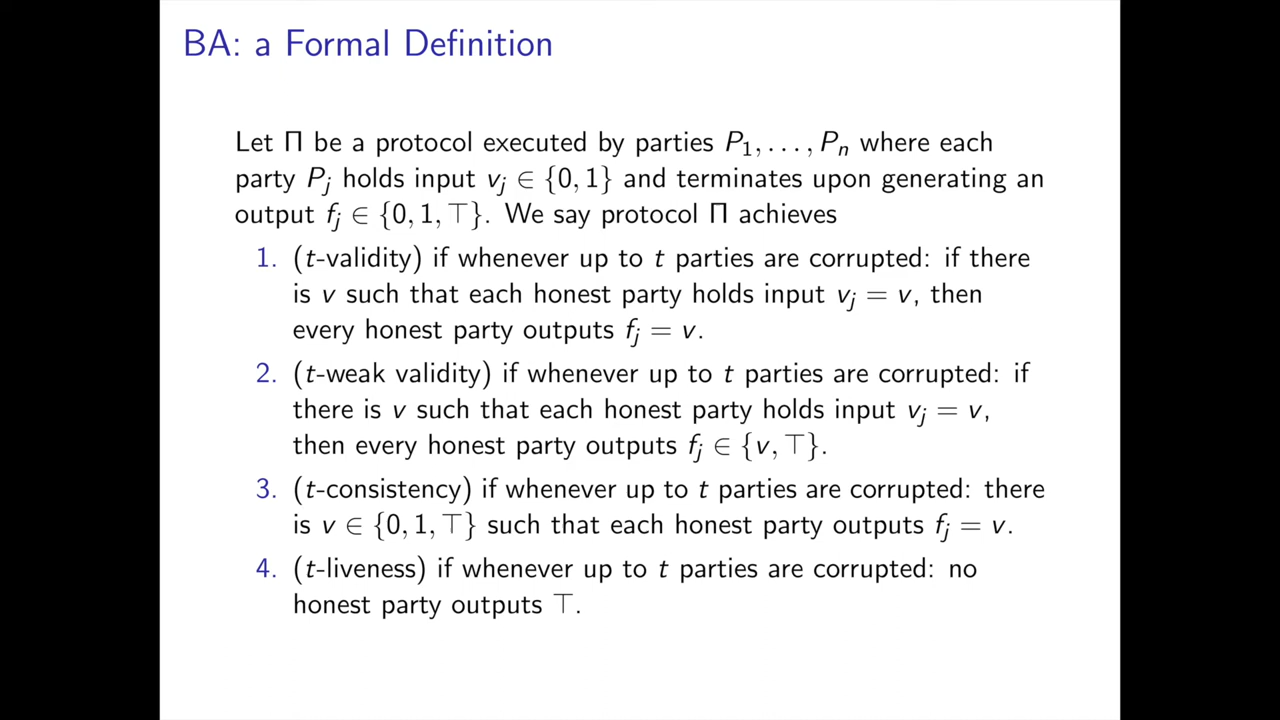 BA: a Formal Definition
Let Π be a protocol executed by parties P₁, . . . , Pₙ where each
party Pⱼ holds input vⱼ ∈ {0, 1} and terminates upon generating an
output fⱼ ∈ {0, 1, ⊤}. We say protocol Π achieves
1. (t-validity) if whenever up to t parties are corrupted: if there
is v such that each honest party holds input vⱼ = v, then
every honest party outputs fⱼ = v.
2. (t-weak validity) if whenever up to t parties are corrupted: if
there is v such that each honest party holds input vⱼ = v,
then every honest party outputs fⱼ ∈ {v, ⊤}.
3. (t-consistency) if whenever up to t parties are corrupted: there
is v ∈ {0, 1, ⊤} such that each honest party outputs fⱼ = v.
4. (t-liveness) if whenever up to t parties are corrupted: no
honest party outputs ⊤.